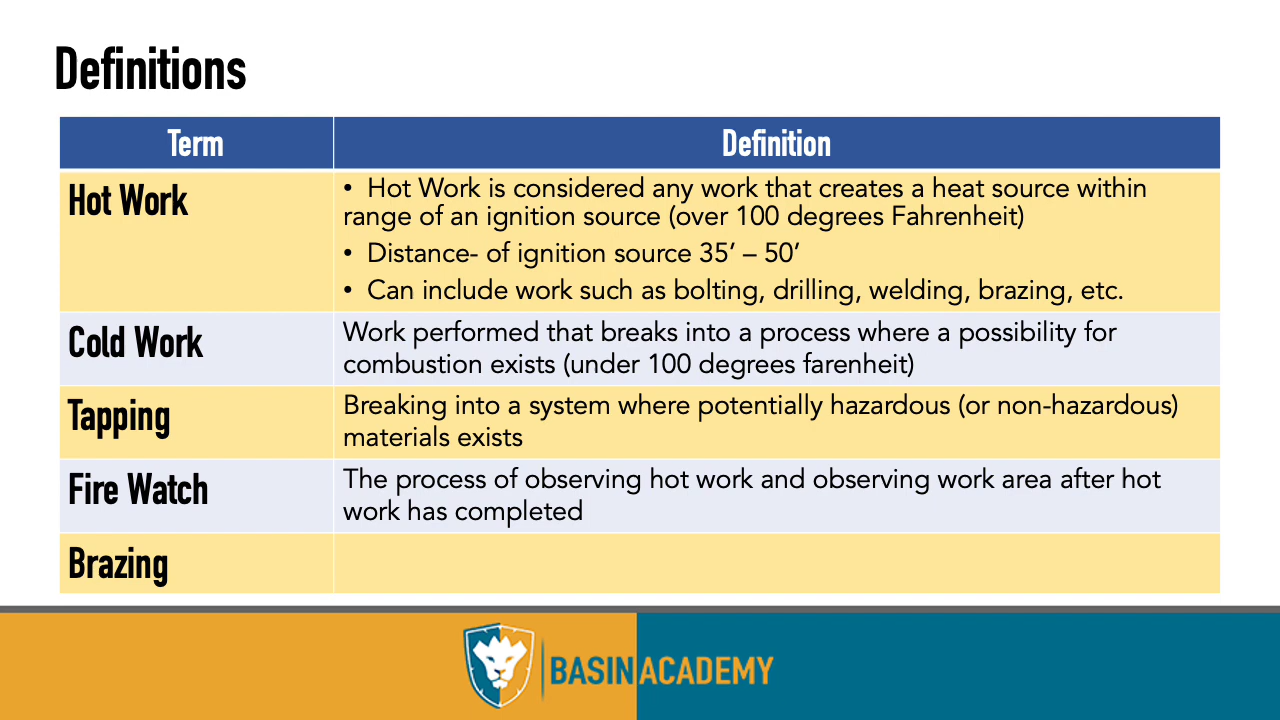 Definitions
Term
Definition
Hot Work
• Hot Work is considered any work that creates a heat source within
range of an ignition source (over 100 degrees Fahrenheit)
• Distance- of ignition source 35’ – 50’
• Can include work such as bolting, drilling, welding, brazing, etc.
Cold Work
Work performed that breaks into a process where a possibility for
combustion exists (under 100 degrees farenheit)
Tapping
Breaking into a system where potentially hazardous (or non-hazardous)
materials exists
Fire Watch
The process of observing hot work and observing work area after hot
work has completed
Brazing
BASIN ACADEMY